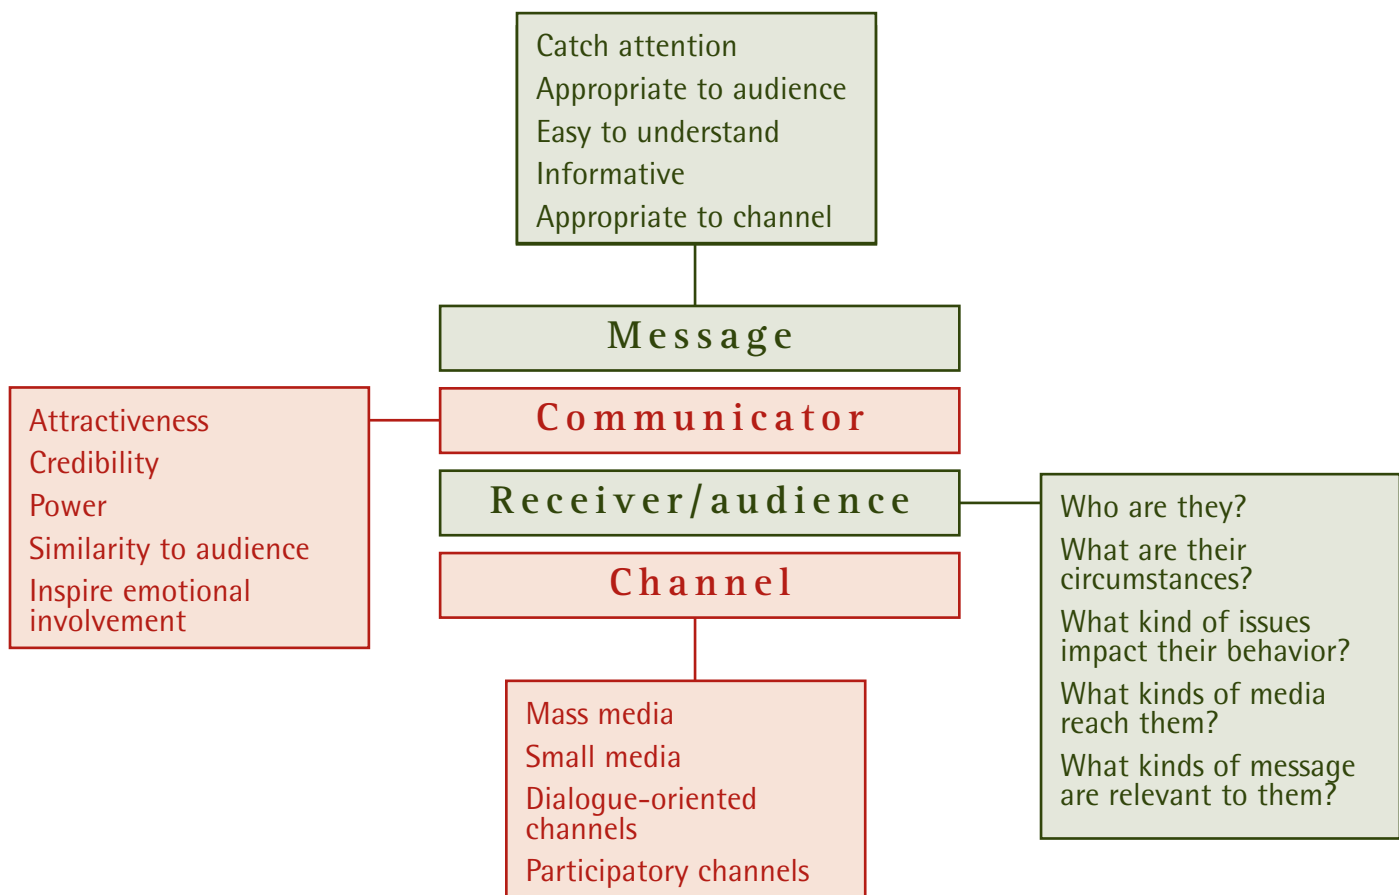 Catch attention
Appropriate to audience
Easy to understand
Informative
Appropriate to channel
Message
Communicator
Attractiveness
Credibility
Power
Similarity to audience
Inspire emotional
involvement
Receiver/audience
Who are they?
What are their
circumstances?
What kind of issues
impact their behavior?
What kinds of media
reach them?
What kinds of message
are relevant to them?
Channel
Mass media
Small media
Dialogue-oriented
channels
Participatory channels